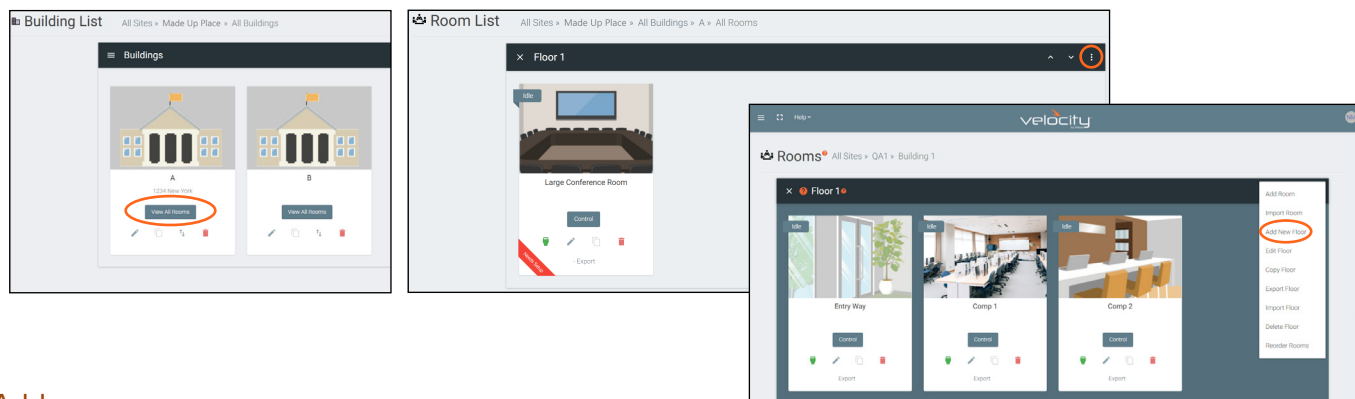 Building List All Sites » Made Up Place » All Buildings
Buildings
A
1234 New York
View All Rooms
B
View All Rooms
Room List All Sites » Made Up Place » All Buildings » A » All Rooms
Floor 1
Idle
Large Conference Room
Control
Needs Setup
Export
Help
velocity
Rooms All Sites » QA1 » Building 1
Floor 1
Idle
Entry Way
Control
Export
Idle
Comp 1
Control
Export
Idle
Comp 2
Control
Export
Add Room
Import Room
Add New Floor
Edit Floor
Copy Floor
Export Floor
Import Floor
Delete Floor
Reorder Rooms